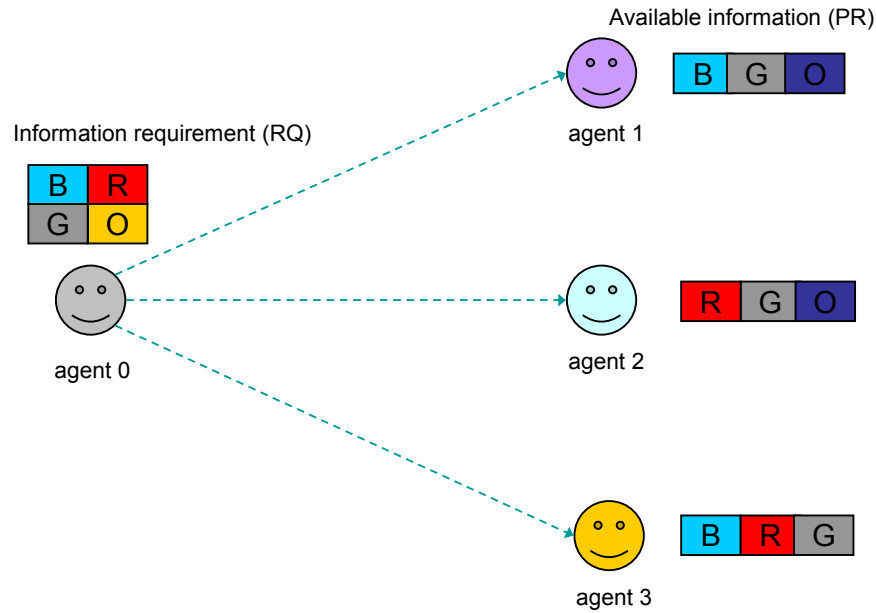 Available information (PR)
B G O
agent 1
Information requirement (RQ)
B R
G O
agent 0
R G O
agent 2
B R G
agent 3